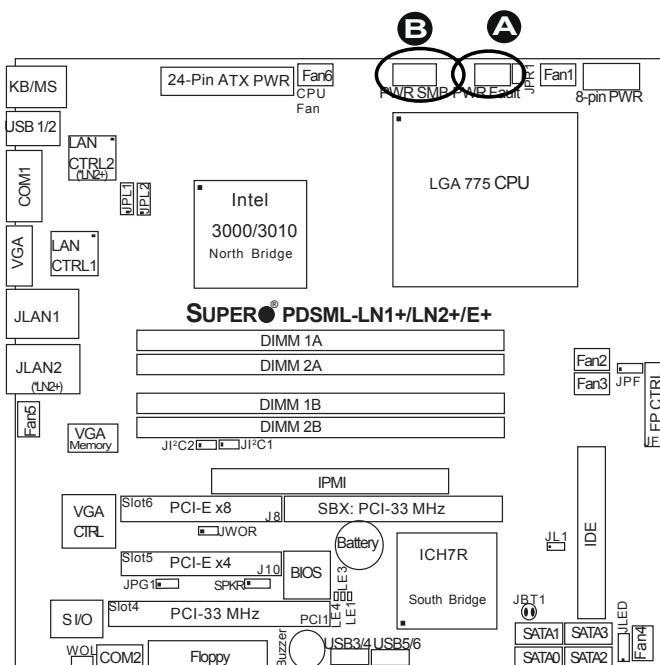 B A
KB/MS
24-Pin ATX PWR
Fan6
CPU
Fan
PWR SMB
PWR Fault
JPR1
Fan1
8-pin PWR
USB 1/2
LAN
CTRL2
(*LN2+)
COM1
JPL1
JPL2
Intel
3000/3010
North Bridge
LGA 775 CPU
VGA
LAN
CTRL1
JLAN1
SUPER® PDSML-LN1+/LN2+/E+
DIMM 1A
DIMM 2A
DIMM 1B
DIMM 2B
JLAN2
(*LN2+)
Fan2
Fan3
JPF
FP CTRL
JF
Fan5
VGA
Memory
JI²C2
JI²C1
IPMI
Slot6
PCI-E x8
J8
SBX: PCI-33 MHz
VGA
CTRL
JWOR
Battery
ICH7R
South Bridge
JL1
IDE
Slot5
PCI-E x4
J10
BIOS
JPG1
SPKR
LE3
LE4
LE1
JBT1
S I/O
Slot4
PCI-33 MHz
PCI1
JLED
SATA1
SATA3
WOL
COM2
Floppy
Buzzer
USB3/4
USB5/6
SATA0
SATA2
Fan4